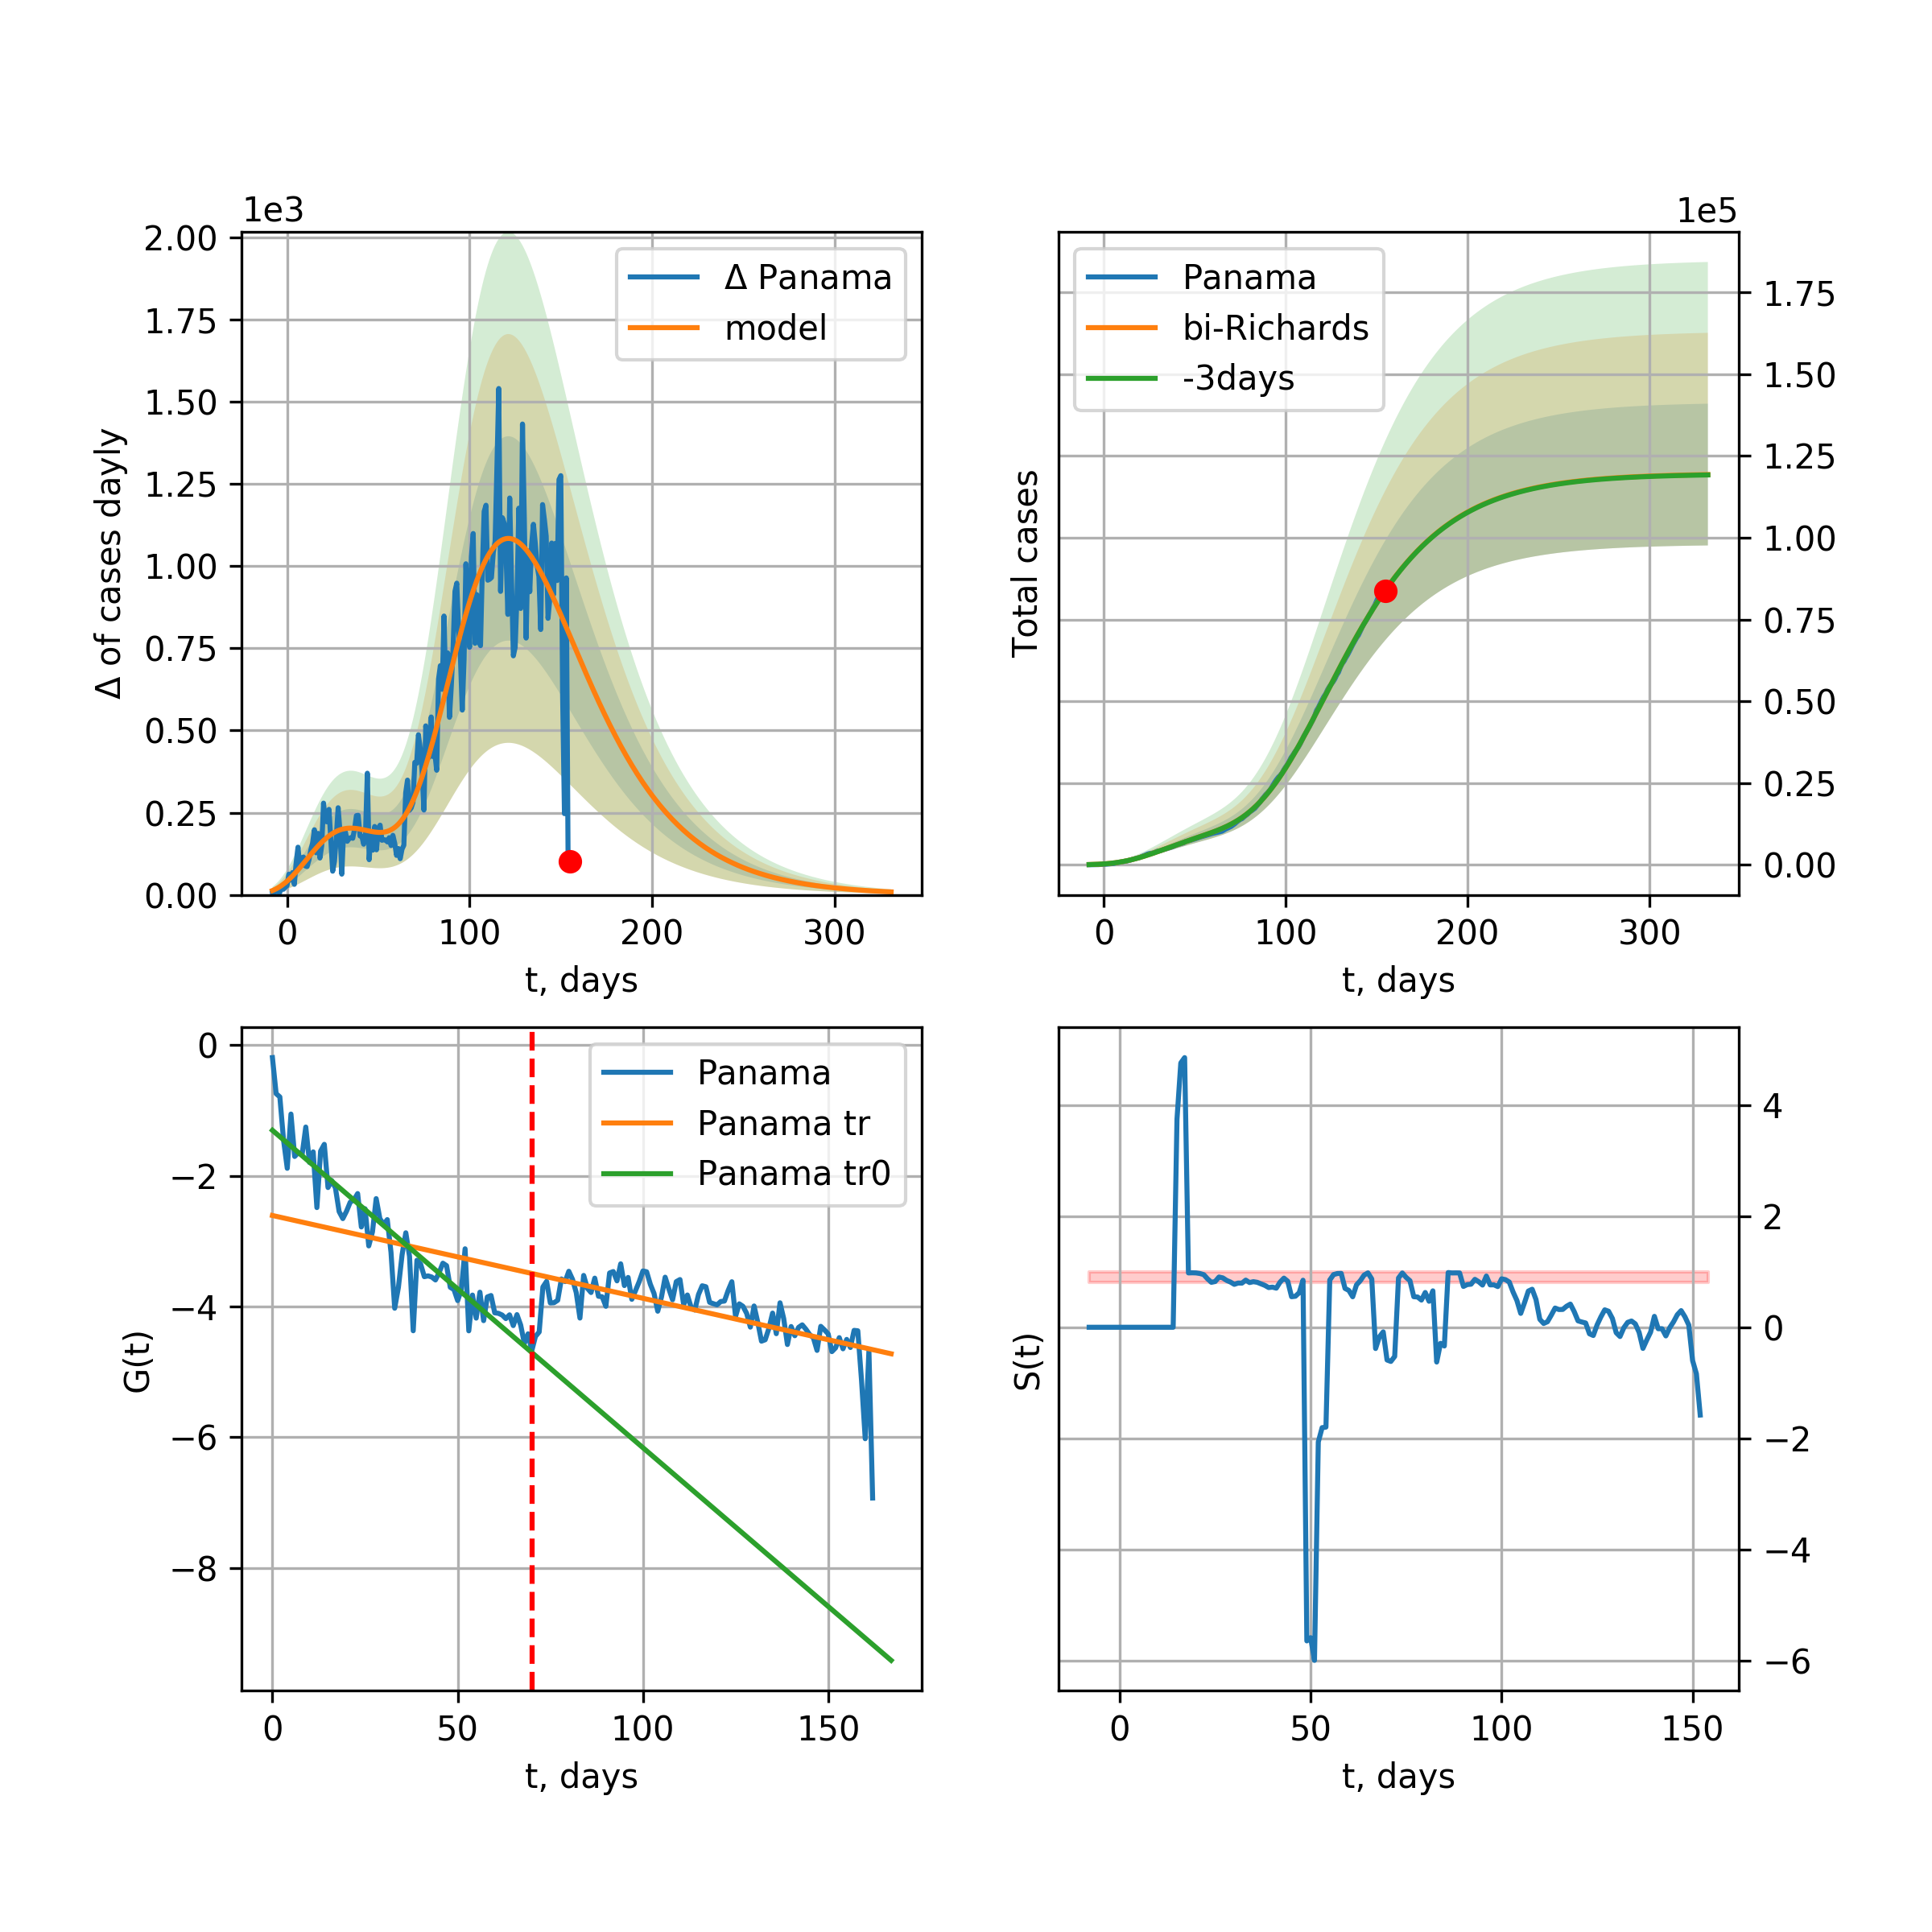 1e3
2.00
1.75
1.50
1.25
1.00
0.75
0.50
0.25
0.00
Δ of cases dayly
Δ Panama
model
0 100 200 300
t, days
1e5
Panama
bi-Richards
-3days
Total cases
1.75
1.50
1.25
1.00
0.75
0.50
0.25
0.00
0 100 200 300
t, days
0
−2
−4
−6
−8
G(t)
Panama
Panama tr
Panama tr0
0 50 100 150
t, days
S(t)
4
2
0
−2
−4
−6
0 50 100 150
t, days